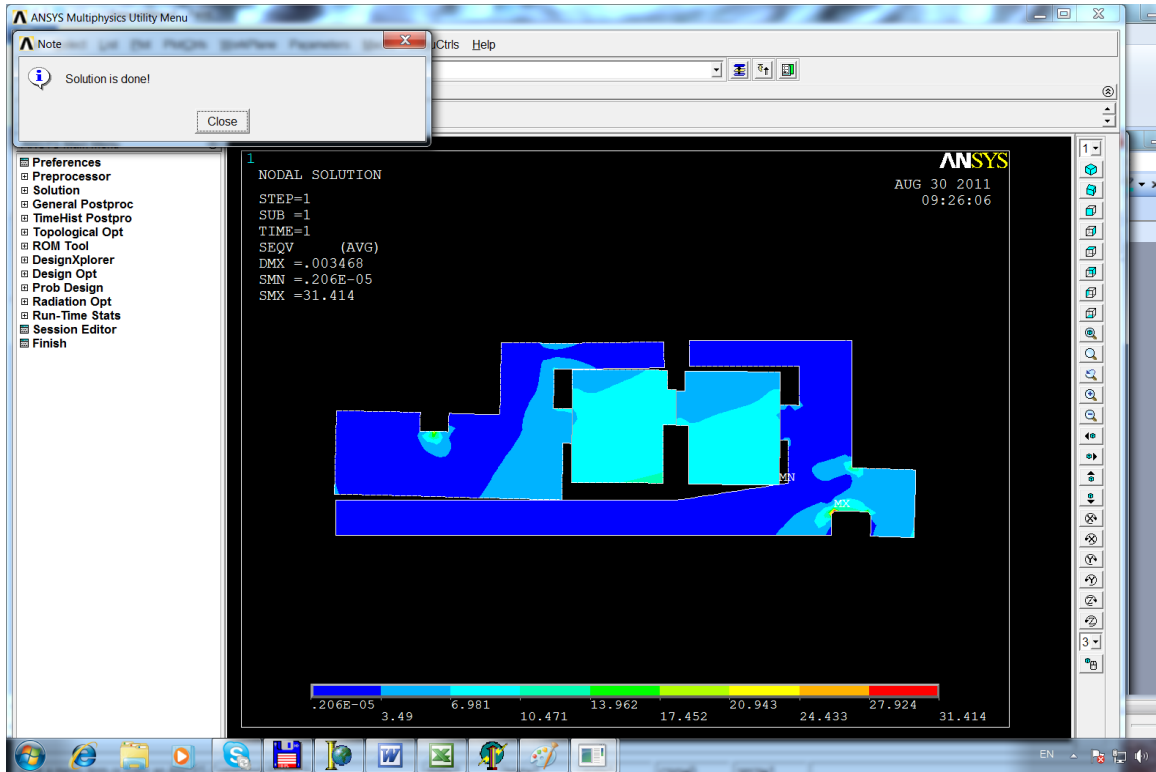 ANSYS Multiphysics Utility Menu
Note
uCtrls Help
Solution is done!
Close
Preferences
Preprocessor
Solution
General Postproc
TimeHist Postpro
Topological Opt
ROM Tool
DesignXplorer
Design Opt
Prob Design
Radiation Opt
Run-Time Stats
Session Editor
Finish
1
NODAL SOLUTION
STEP=1
SUB =1
TIME=1
SEQV (AVG)
DMX =.003468
SMN =.206E-05
SMX =31.414
ANSYS
AUG 30 2011
09:26:06
MN
MX
.206E-05 6.981 13.962 20.943 27.924
3.49 10.471 17.452 24.433 31.414
1
3
EN